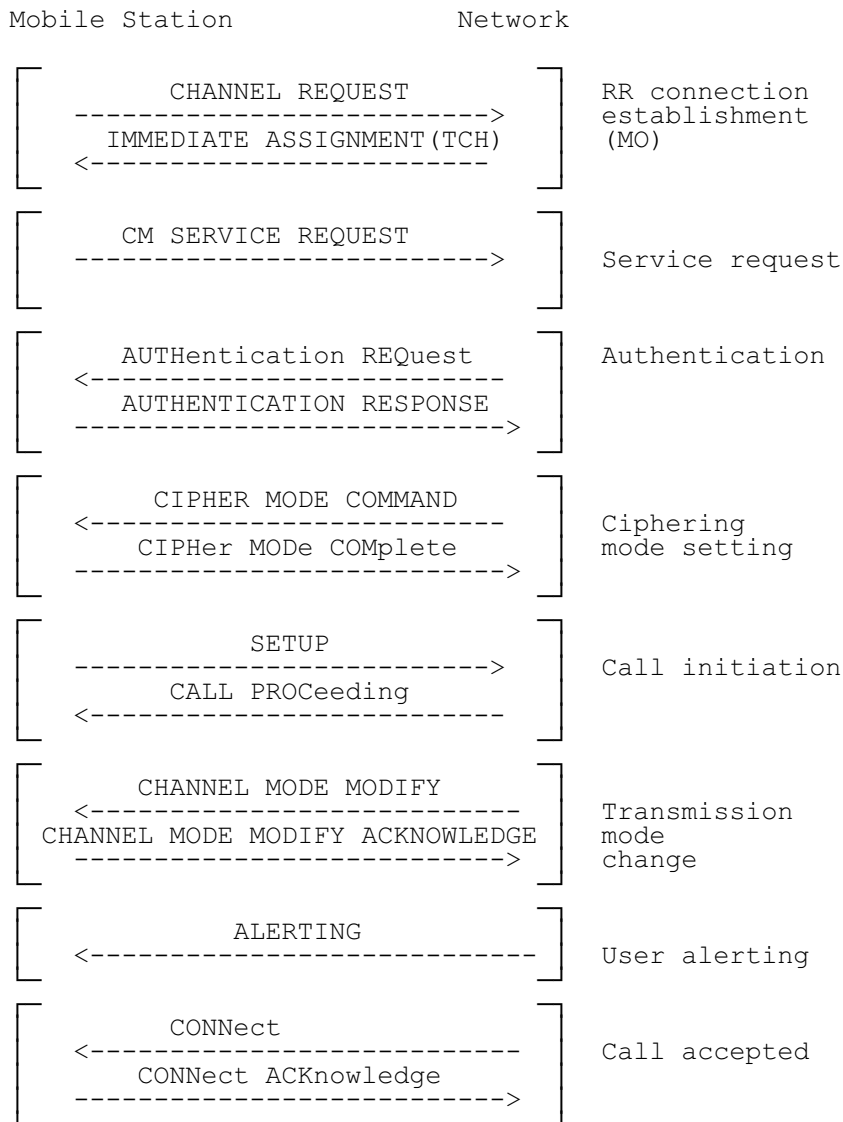 Mobile Station Network
CHANNEL REQUEST RR connection
--------------------------> establishment
IMMEDIATE ASSIGNMENT(TCH) (MO)
<-------------------------
CM SERVICE REQUEST
--------------------------> Service request
AUTHentication REQuest Authentication
<--------------------------
AUTHENTICATION RESPONSE
--------------------------->
CIPHER MODE COMMAND
<-------------------------- Ciphering
CIPHer MODe COMplete mode setting
--------------------------->
SETUP
--------------------------> Call initiation
CALL PROCeeding
<--------------------------
CHANNEL MODE MODIFY
<--------------------------- Transmission
CHANNEL MODE MODIFY ACKNOWLEDGE mode
---------------------------> change
ALERTING
<---------------------------- User alerting
CONNect
<--------------------------- Call accepted
CONNect ACKnowledge
--------------------------->